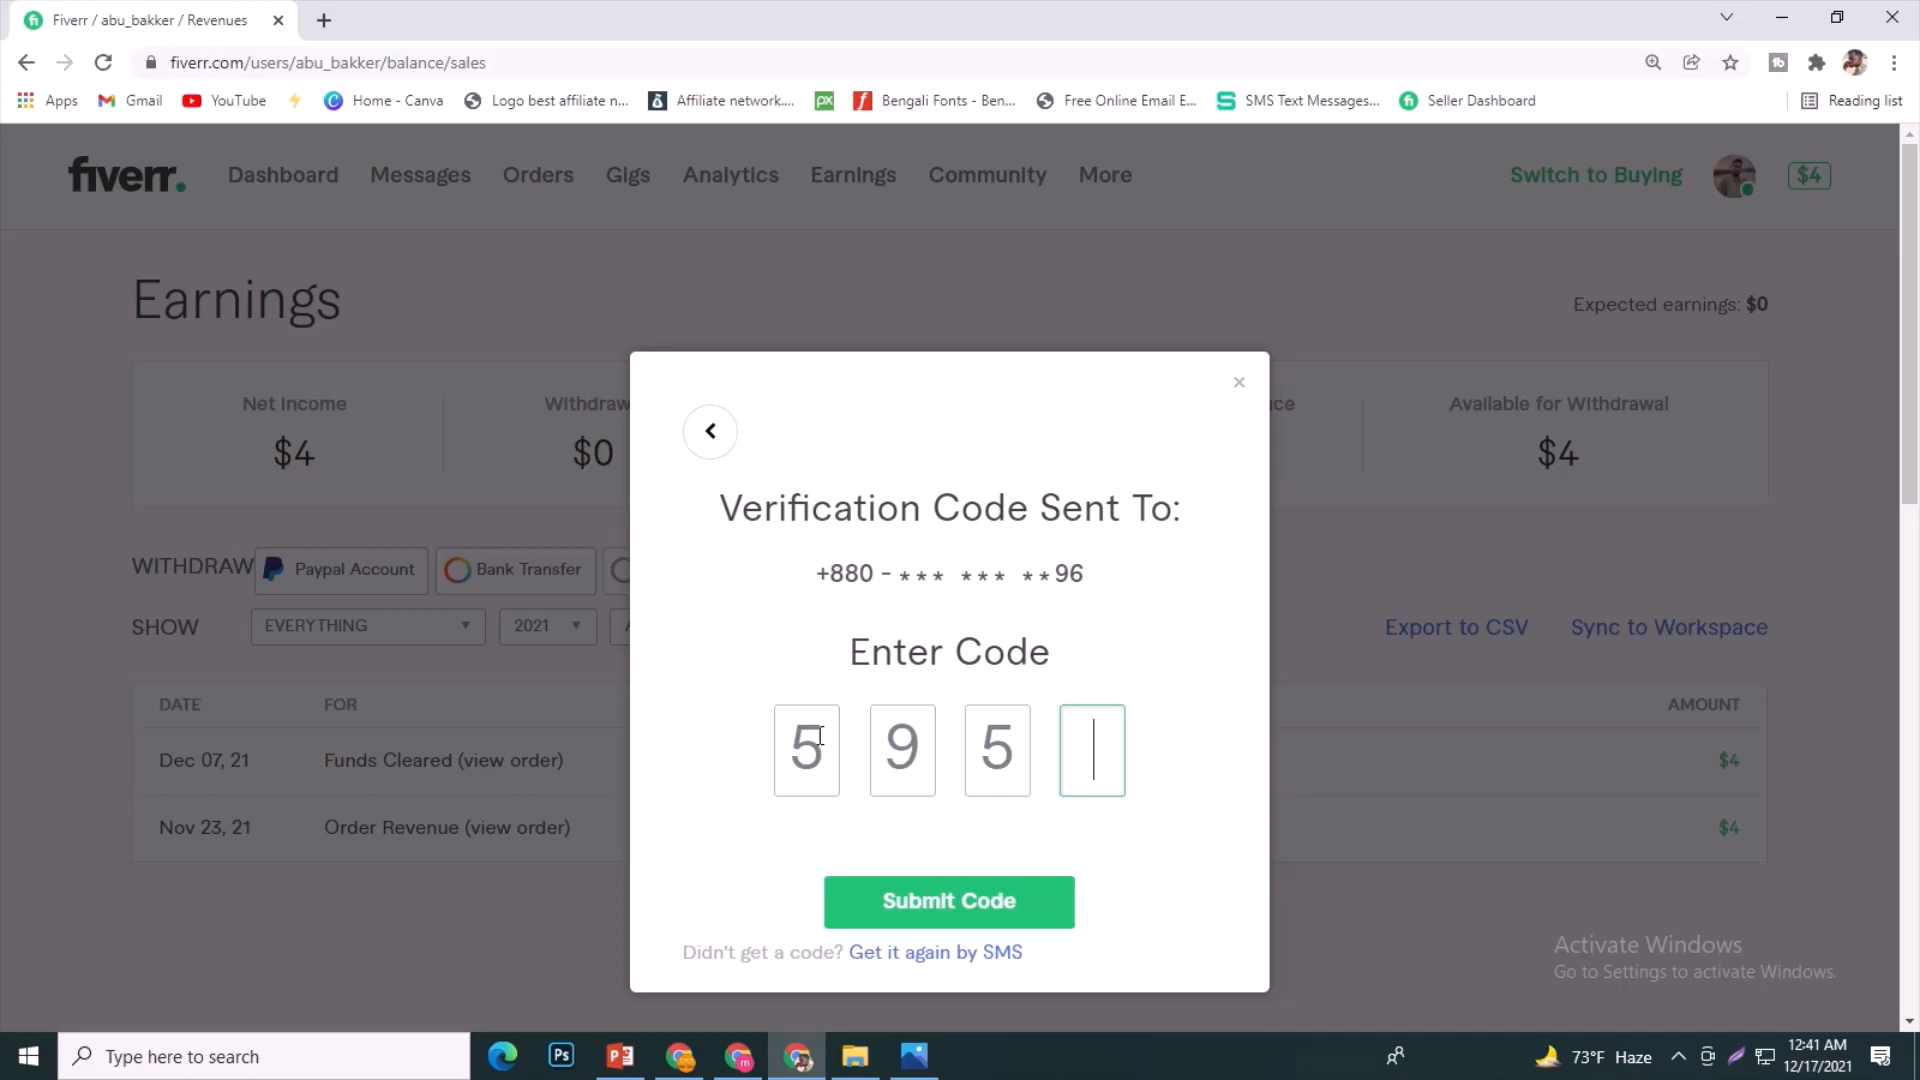 Fiverr / abu_bakker / Revenues
fiverr.com/users/abu_bakker/balance/sales
Apps Gmail YouTube Home - Canva Logo best affiliate n... Affiliate network.... px Bengali Fonts - Ben... Free Online Email E... SMS Text Messages... Seller Dashboard Reading list
fiverr. Dashboard Messages Orders Gigs Analytics Earnings Community More Switch to Buying $4
Earnings
Expected earnings: $0
Net Income Withdraw nce Available for Withdrawal
$4 $0 $4
WITHDRAW Paypal Account Bank Transfer
SHOW EVERYTHING 2021 Export to CSV Sync to Workspace
DATE FOR AMOUNT
Dec 07, 21 Funds Cleared (view order) $4
Nov 23, 21 Order Revenue (view order) $4
Verification Code Sent To:
+880 - *** *** **96
Enter Code
5 9 5
Submit Code
Didn't get a code? Get it again by SMS
Activate Windows
Go to Settings to activate Windows.
Type here to search
Ps
73°F Haze
12:41 AM
12/17/2021